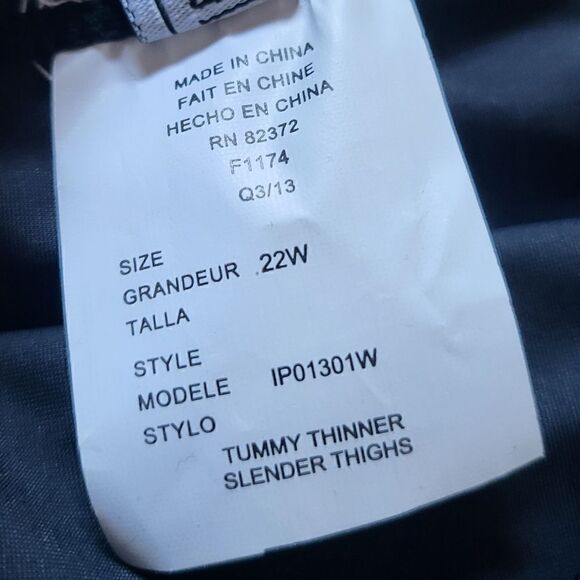 MADE IN CHINA
FAIT EN CHINE
HECHO EN CHINA
RN 82372
F1174
Q3/13
SIZE
GRANDEUR 22W
TALLA
STYLE
MODELE IP01301W
STYLO
TUMMY THINNER
SLENDER THIGHS